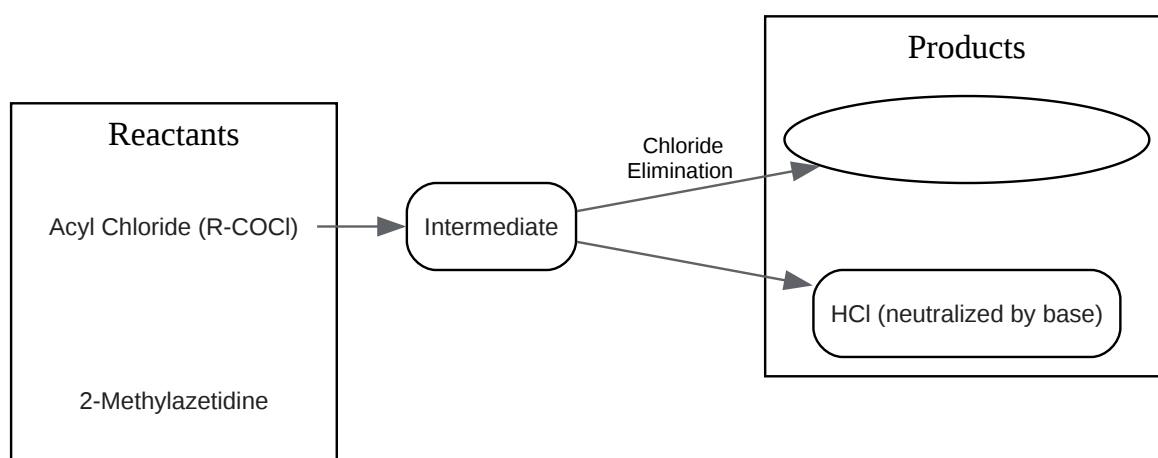 Products
Reactants
Chloride
Elimination
Acyl Chloride (R-COCl)
Intermediate
HCl (neutralized by base)
2-Methylazetidine